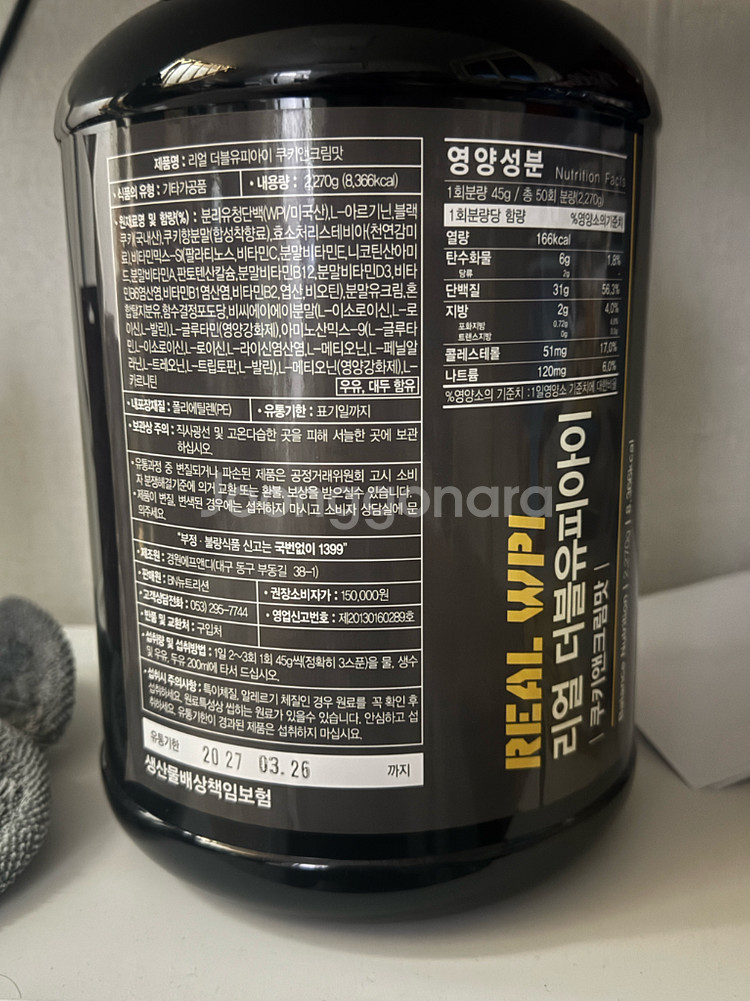 제품명 : 리얼 더블유피아이 쿠키앤크림맛
• 식품의 유형 : 기타가공품
• 내용량 : 2,270g (8,366kcal)
• 원재료명 및 함량(%) : 분리유청단백(WPI/미국산), L-아르기닌, 블랙
쿠키(국내산), 쿠키향분말(합성착향료), 효소처리스테비아(천연감미
료), 비타민믹스-SI(팔라티노스, 비타민C, 분말비타민E, 니코틴산아미
드, 분말비타민A, 판토텐산칼슘, 분말비타민B12, 분말비타민D3, 비타
민B6염산염, 비타민B1염산염, 비타민B2, 엽산, 비오틴), 분말유크림, 혼
합탈지분유, 함수결정포도당, 비씨에이에이분말(L-이소로이신, L-로
이신, L-발린), L-글루타민(영양강화제), 아미노산믹스-9(L-글루타
민, L-이소로이신, L-로이신, L-라이신염산염, L-메티오닌, L-페닐알
라닌, L-트레오닌, L-트립토판, L-발린), L-메티오닌(영양강화제), L-
카르니틴
우유, 대두 함유
• 내포장재질 : 폴리에틸렌(PE)
• 유통기한 : 표기일까지
• 보관상 주의 : 직사광선 및 고온다습한 곳을 피해 서늘한 곳에 보관
하십시오.
• 유통과정 중 변질되거나 파손된 제품은 공정거래위원회 고시 소비
자 분쟁해결기준에 의거 교환 또는 환불, 보상을 받으실수 있습니다.
• 제품이 변질, 변색된 경우에는 섭취하지 마시고 소비자 상담실에 문
의주세요.
"부정 · 불량식품 신고는 국번없이 1399"
• 제조원 : 경원에프앤디(대구 동구 부동길 38-1)
• 판매원 : BN뉴트리션
• 권장소비자가 : 150,000원
• 고객상담전화 : 053) 295-7744
• 영업신고번호 : 제20130160289호
• 반품 및 교환처 : 구입처
• 섭취량 및 섭취방법 : 1일 2~3회 1회 45g씩(정확히 3스푼)을 물, 생수
및 우유, 두유 200ml에 타서 드십시오.
• 섭취시 주의사항 : 특이체질, 알레르기 체질인 경우 원료를 꼭 확인 후
섭취하세요. 원료특성상 씹히는 원료가 있을수 있습니다. 안심하고 섭
취하세요. 유통기한이 경과된 제품은 섭취하지 마십시요.
유통기한 2027 03.26 까지
생산물배상책임보험
영양성분 Nutrition Facts
1회분량 45g / 총 50회 분량(2,270g)
1회분량당 함량 %영양소의기준치
열량 166kcal
탄수화물 6g 1.8%
당류 2g -
단백질 31g 56.3%
지방 2g 4.0%
포화지방 0.72g 4.8%
트랜스지방 0g 0.0%
콜레스테롤 51mg 17.0%
나트륨 120mg 6.0%
%영양소의 기준치 : 1일영양소 기준치에 대한비율
REAL WPI
리얼 더블유피아이
| 쿠키앤크림맛 |
Balance Nutrition | 2,270g | 8,366kcal
Joonggonara